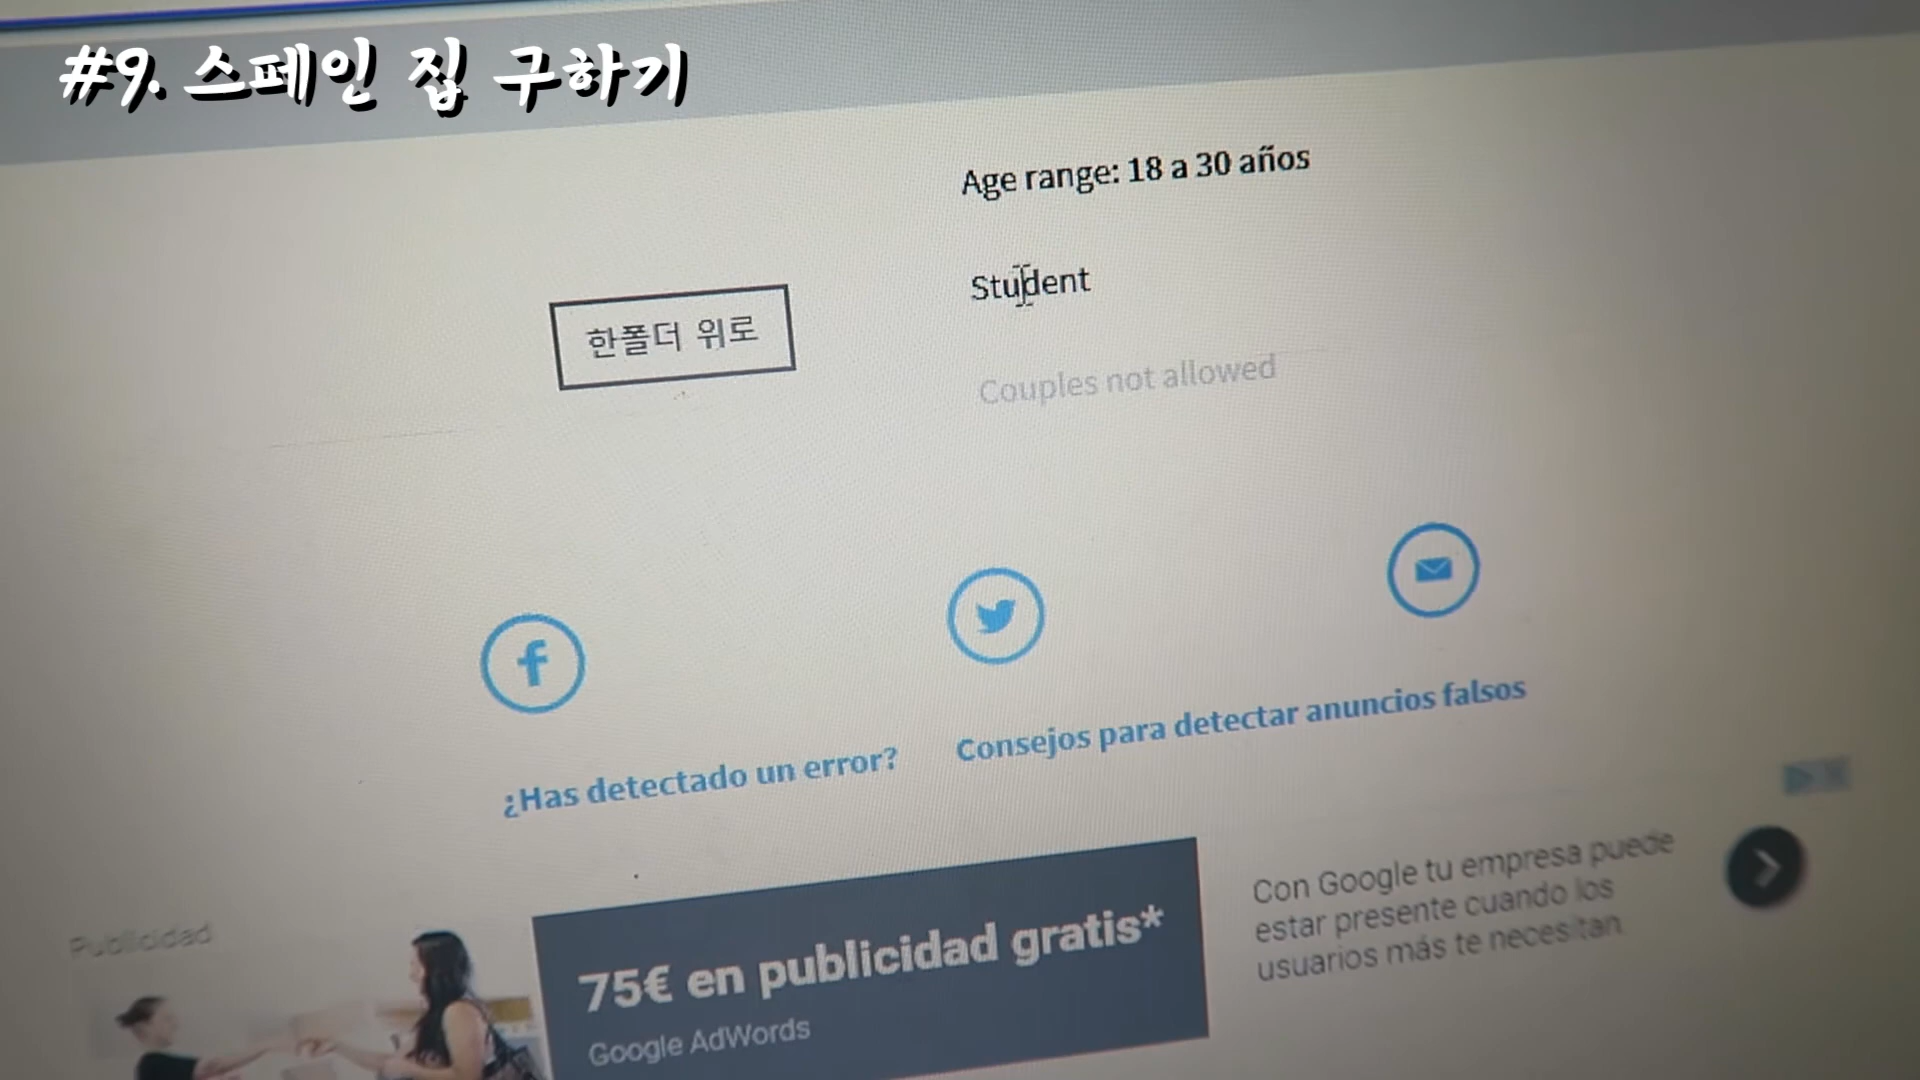 #9. 스페인 집 구하기
Age range: 18 a 30 años
Student
한폴더 위로
Couples not allowed
¿Has detectado un error?
Consejos para detectar anuncios falsos
Publicidad
75€ en publicidad gratis*
Google AdWords
Con Google tu empresa puede
estar presente cuando los
usuarios más te necesitan